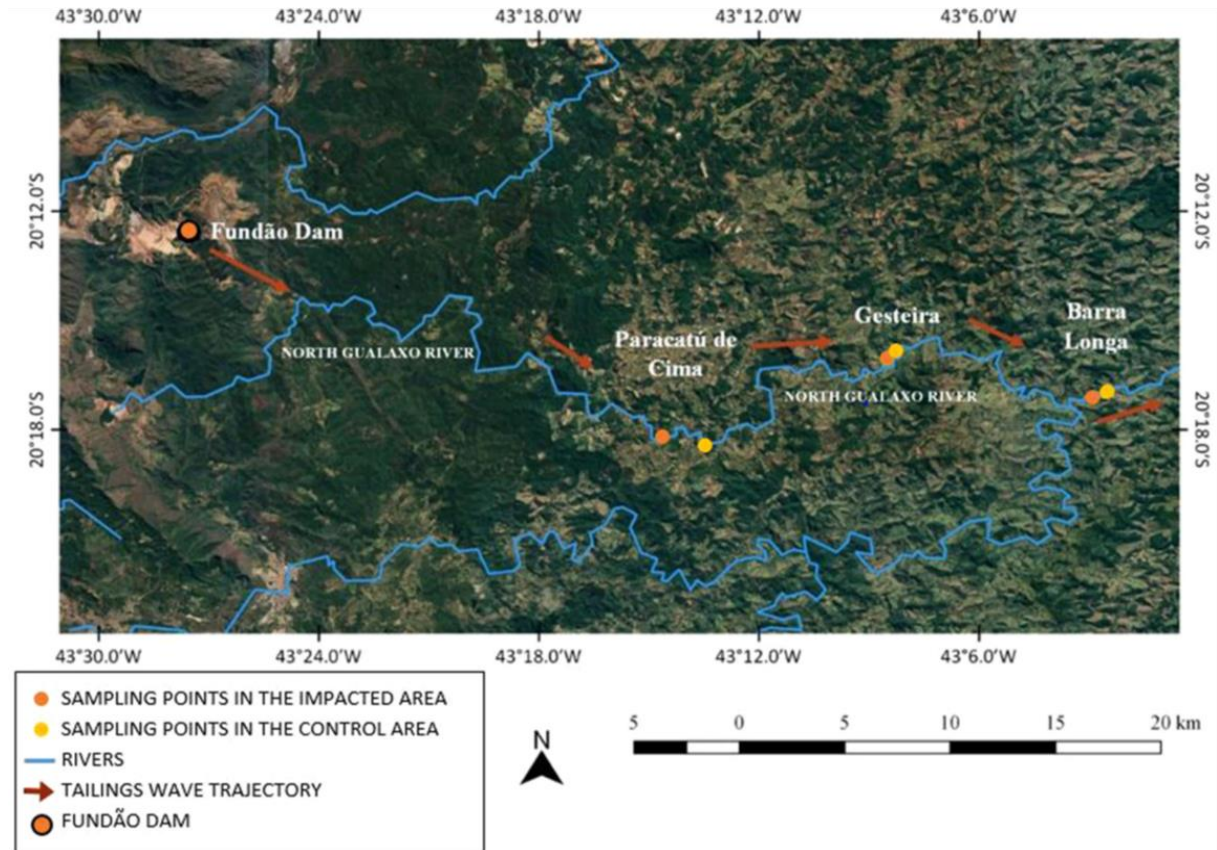 43°30.0'W 43°24.0'W 43°18.0'W 43°12.0'W 43°6.0'W
20°12.0'S
20°12.0'S
Fundão Dam
Gesteira
Barra
Longa
Paracatú de
Cima
NORTH GUALAXO RIVER
NORTH GUALAXO RIVER
20°18.0'S
20°18.0'S
43°30.0'W 43°24.0'W 43°18.0'W 43°12.0'W 43°6.0'W
SAMPLING POINTS IN THE IMPACTED AREA
SAMPLING POINTS IN THE CONTROL AREA
RIVERS
TAILINGS WAVE TRAJECTORY
FUNDÃO DAM
N
5 0 5 10 15 20 km